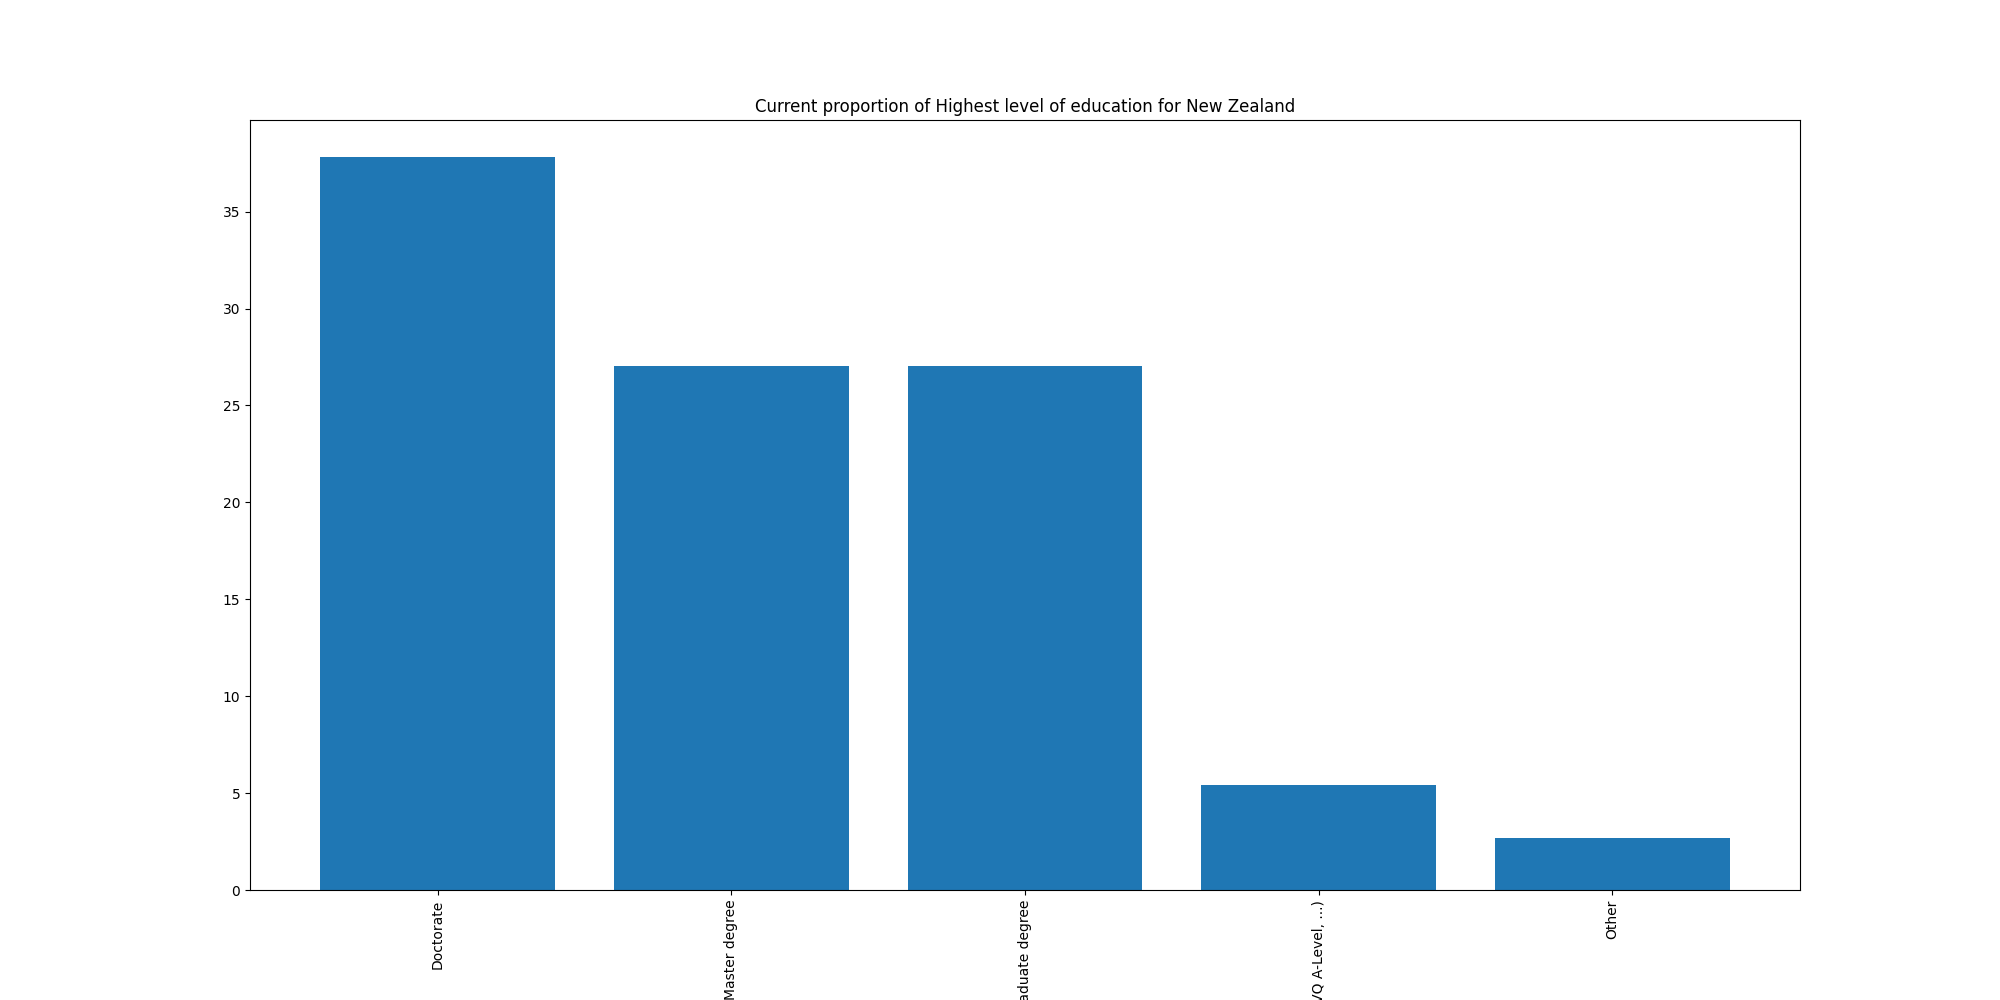 Current proportion of Highest level of education for New Zealand
35
30
25
20
15
10
5
0
Doctorate
Master degree
degree
A-Level, ...)
Other